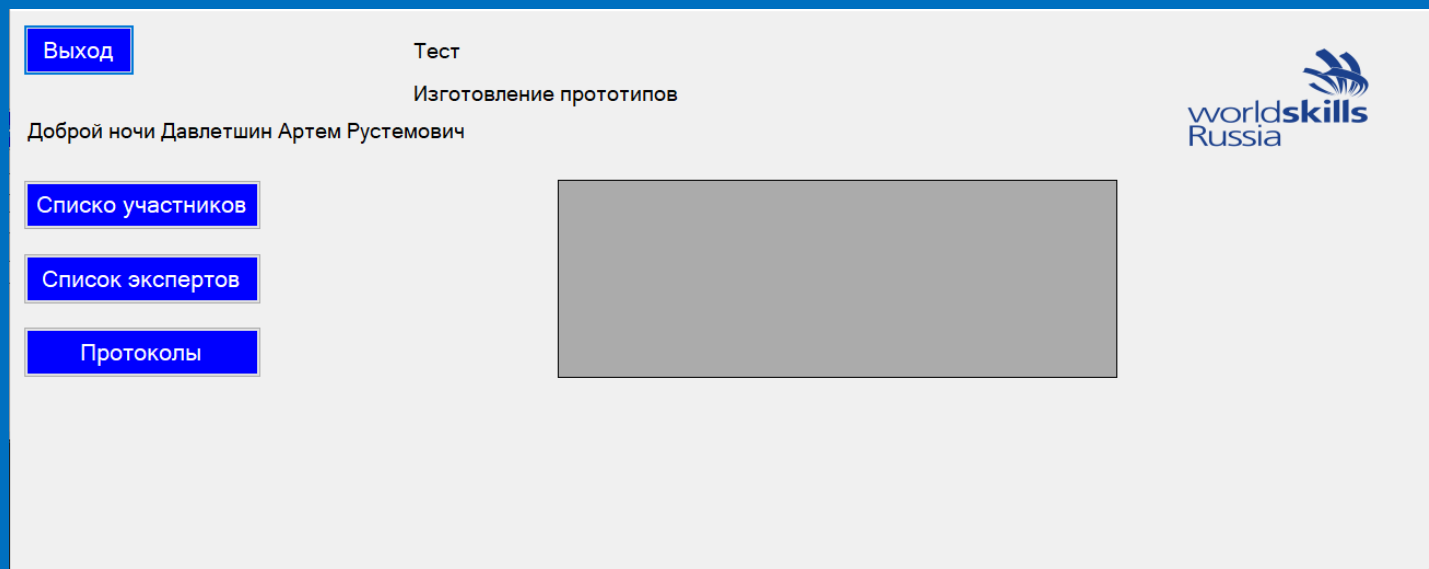 Выход
Тест
Изготовление прототипов
Доброй ночи Давлетшин Артем Рустемович
worldskills
Russia
Списко участников
Список экспертов
Протоколы